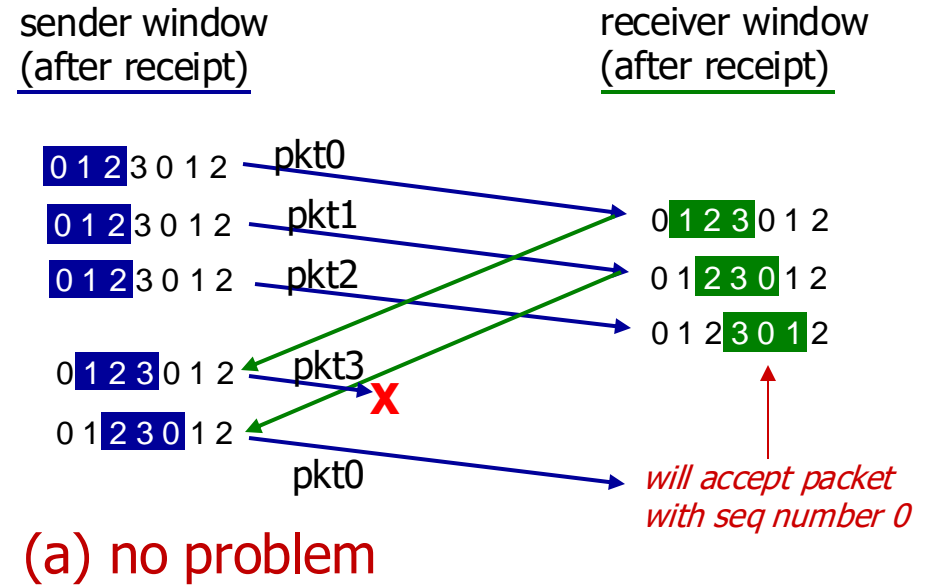 sender window
(after receipt)
receiver window
(after receipt)
0 1 2 3 0 1 2
pkt0
0 1 2 3 0 1 2
pkt1
0 1 2 3 0 1 2
0 1 2 3 0 1 2
pkt2
0 1 2 3 0 1 2
0 1 2 3 0 1 2
0 1 2 3 0 1 2
pkt3
X
0 1 2 3 0 1 2
pkt0
will accept packet
with seq number 0
(a) no problem